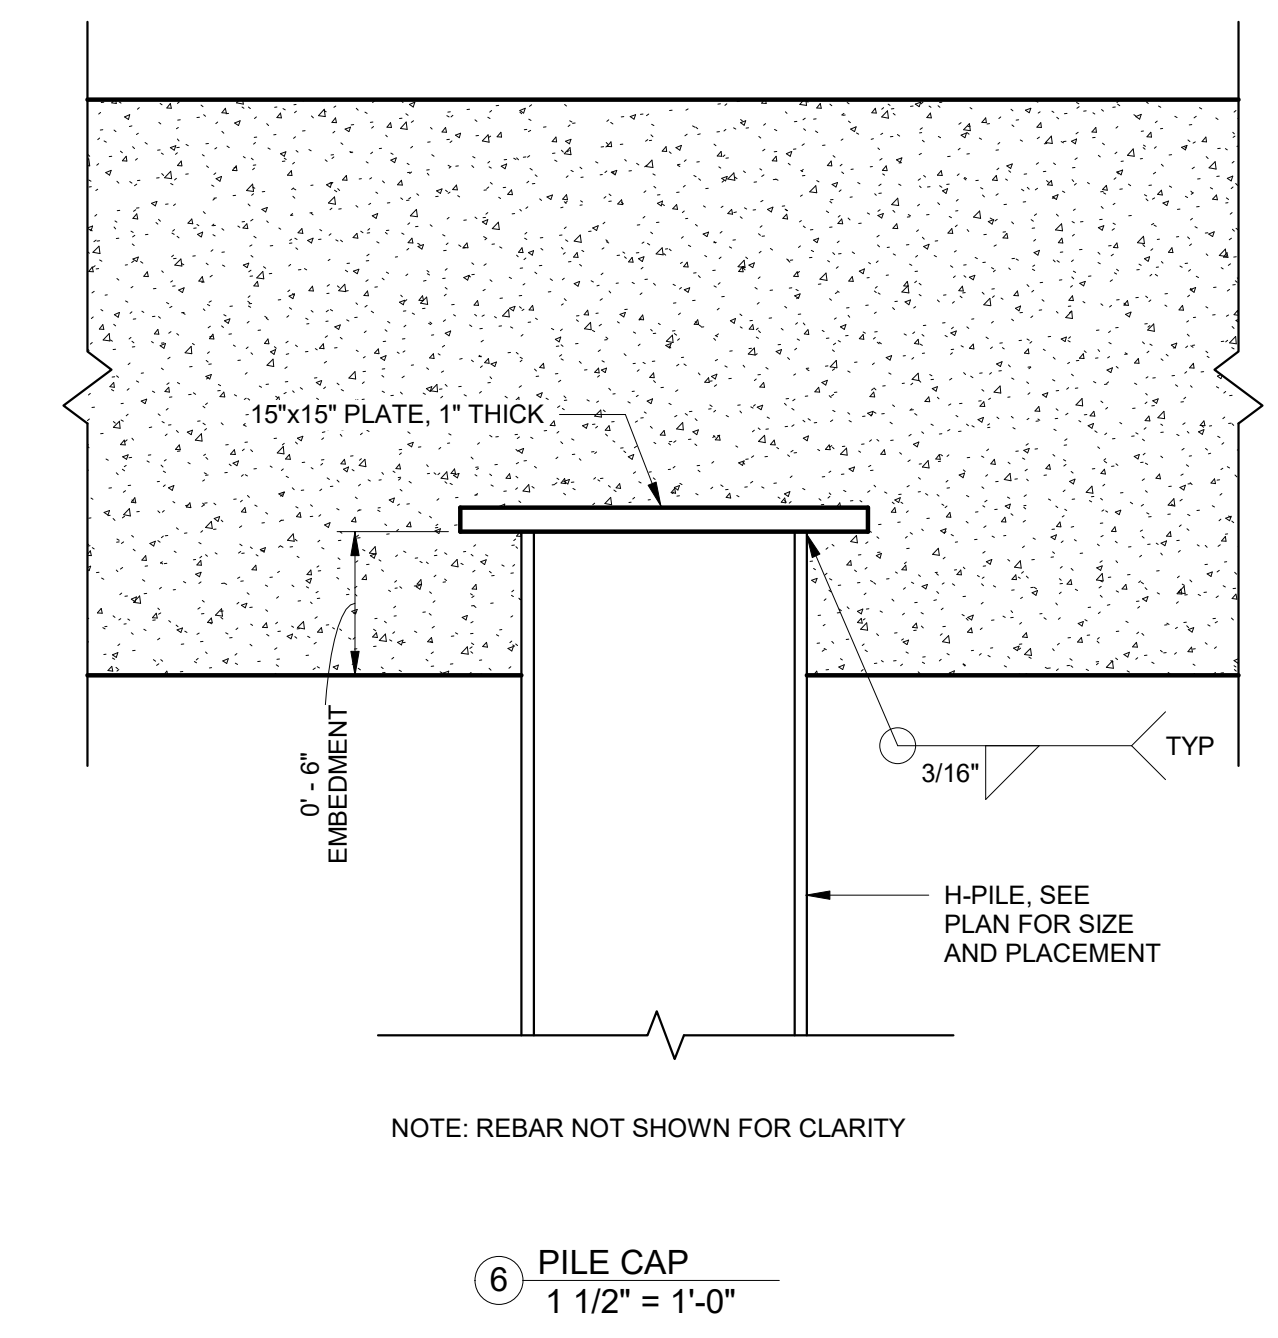 15"x15" PLATE, 1" THICK
0' - 6"
EMBEDMENT
3/16"
TYP
H-PILE, SEE
PLAN FOR SIZE
AND PLACEMENT
NOTE: REBAR NOT SHOWN FOR CLARITY
6
PILE CAP
1 1/2" = 1'-0"